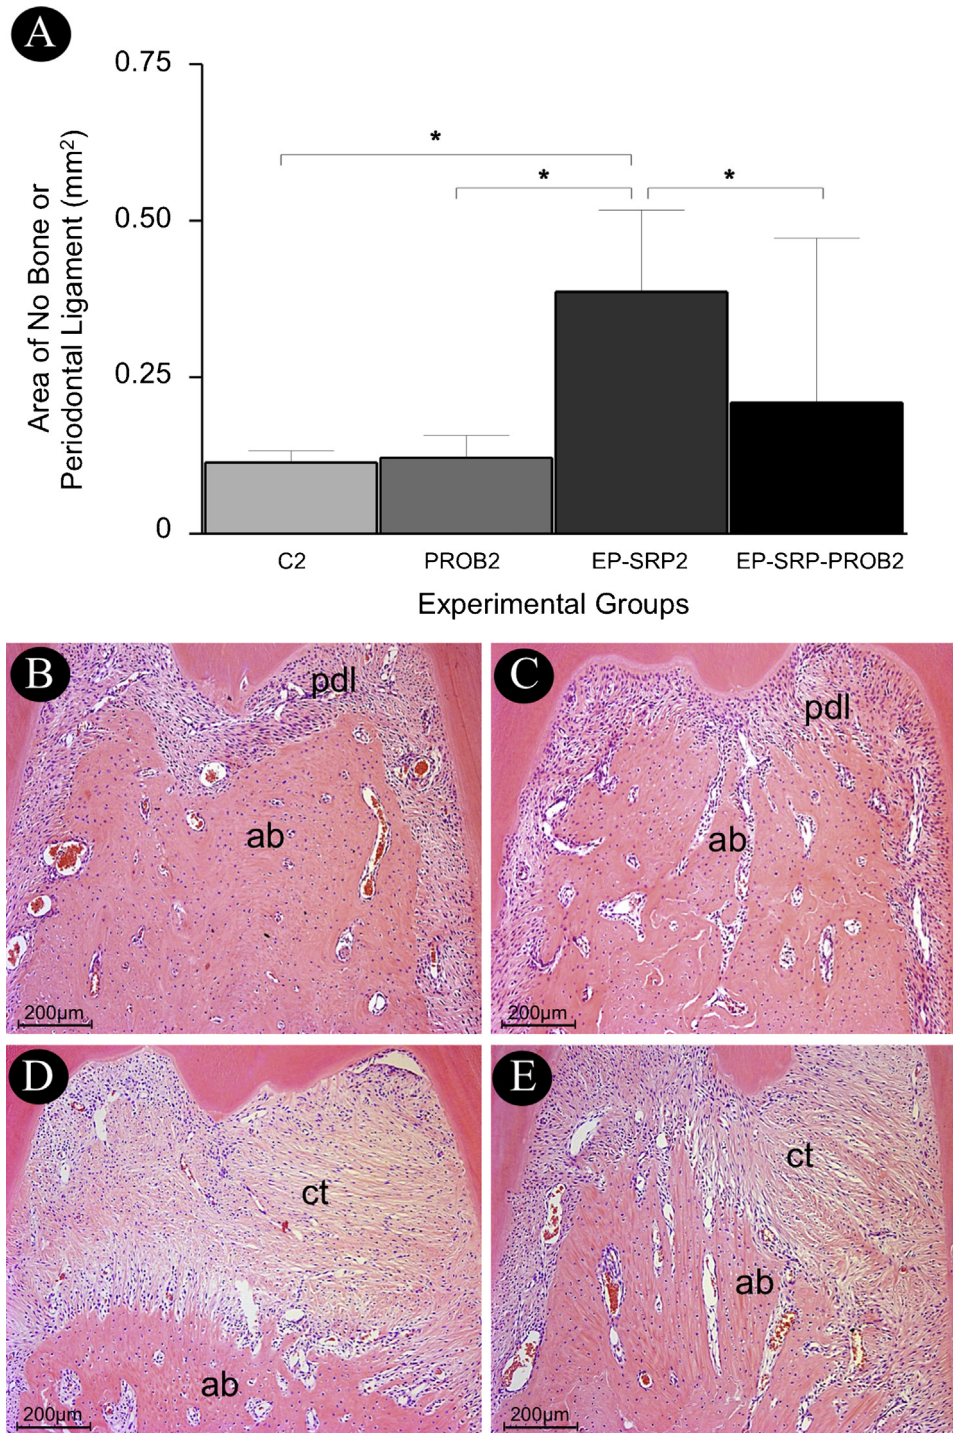 A
Area of No Bone or
Periodontal Ligament (mm²)
0.75
0.50
0.25
0
*
*
*
C2 PROB2 EP-SRP2 EP-SRP-PROB2
Experimental Groups
B
pdl
ab
200µm
C
pdl
ab
200µm
D
ct
ab
200µm
E
ct
ab
200µm